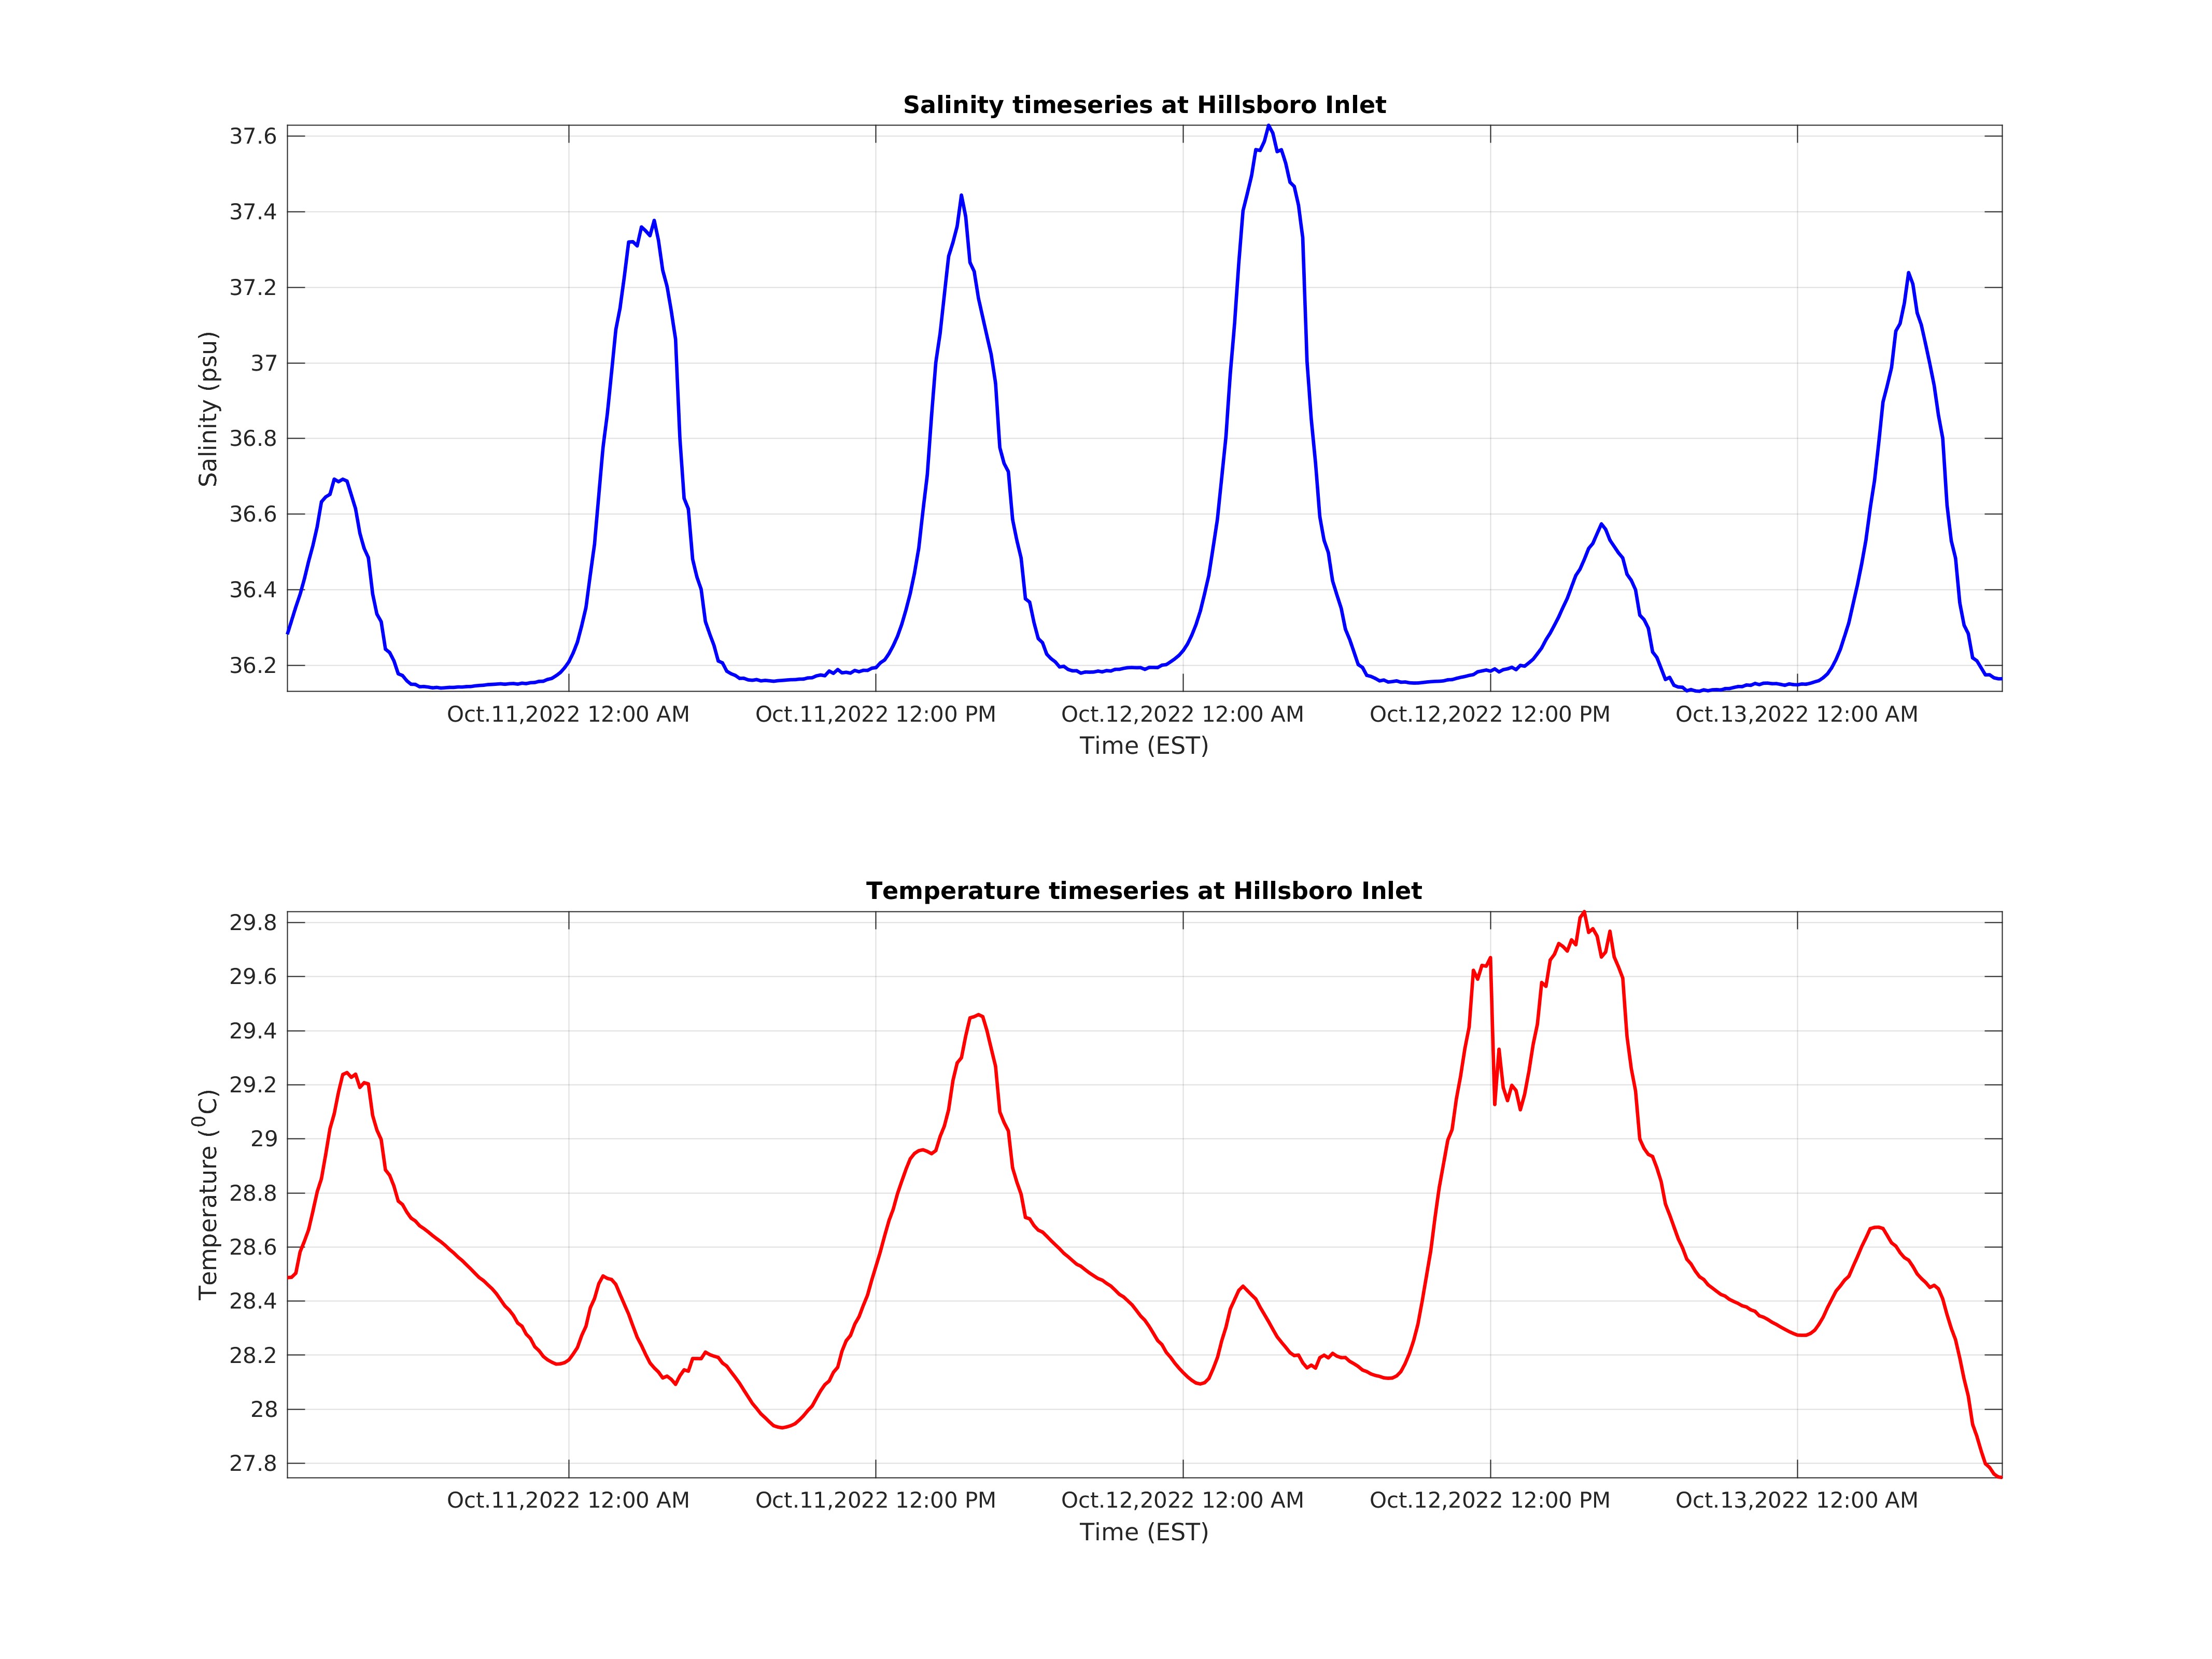 Salinity timeseries at Hillsboro Inlet
37.6
37.4
37.2
37
36.8
36.6
36.4
36.2
Salinity (psu)
Oct.11,2022 12:00 AM
Oct.11,2022 12:00 PM
Oct.12,2022 12:00 AM
Oct.12,2022 12:00 PM
Oct.13,2022 12:00 AM
Time (EST)
Temperature timeseries at Hillsboro Inlet
29.8
29.6
29.4
29.2
29
28.8
28.6
28.4
28.2
28
27.8
Temperature (⁰C)
Oct.11,2022 12:00 AM
Oct.11,2022 12:00 PM
Oct.12,2022 12:00 AM
Oct.12,2022 12:00 PM
Oct.13,2022 12:00 AM
Time (EST)